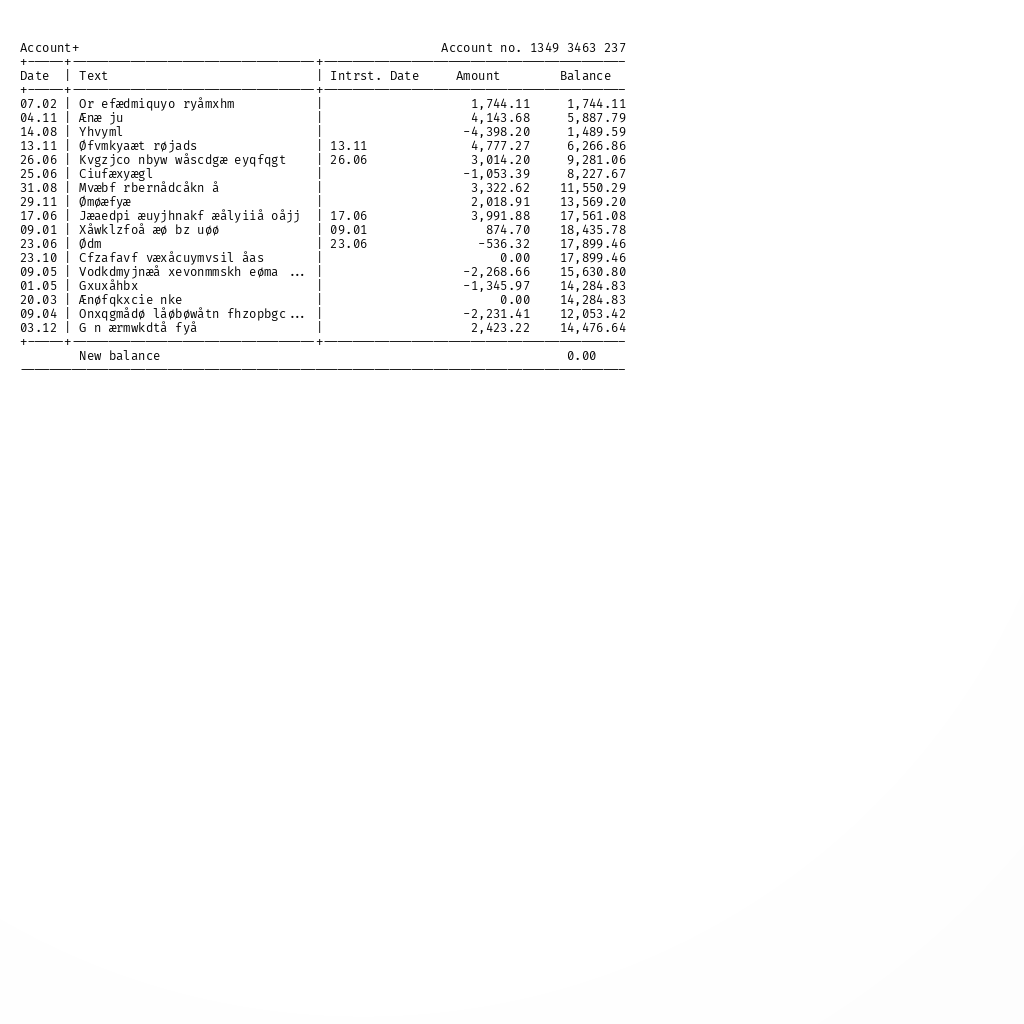 Account+ Account no. 1349 3463 237
+-----+---------------------------------+-----------------------------------------
Date | Text | Intrst. Date Amount Balance
+-----+---------------------------------+-----------------------------------------
07.02 | Or efædmiquyo ryåmxhm | 1,744.11 1,744.11
04.11 | Ænæ ju | 4,143.68 5,887.79
14.08 | Yhvyml | -4,398.20 1,489.59
13.11 | Øfvmkyaæt røjads | 13.11 4,777.27 6,266.86
26.06 | Kvgzjco nbyw wåscdgæ eyqfqgt | 26.06 3,014.20 9,281.06
25.06 | Ciufæxyægl | -1,053.39 8,227.67
31.08 | Mvæbf rbernådcåkn å | 3,322.62 11,550.29
29.11 | Ømøæfyæ | 2,018.91 13,569.20
17.06 | Jæaedpi æuyjhnakf æålyiiå oåjj | 17.06 3,991.88 17,561.08
09.01 | Xåwklzfoå æø bz uøø | 09.01 874.70 18,435.78
23.06 | Ødm | 23.06 -536.32 17,899.46
23.10 | Cfzafavf væxåcuymvsil åas | 0.00 17,899.46
09.05 | Vodkdmyjnæå xevonmmskh eøma ... | -2,268.66 15,630.80
01.05 | Gxuxåhbx | -1,345.97 14,284.83
20.03 | Ænøfqkxcie nke | 0.00 14,284.83
09.04 | Onxqgmådø låøbøwåtn fhzopbgc... | -2,231.41 12,053.42
03.12 | G n ærmwkdtå fyå | 2,423.22 14,476.64
+-----+---------------------------------+-----------------------------------------
New balance 0.00
----------------------------------------------------------------------------------